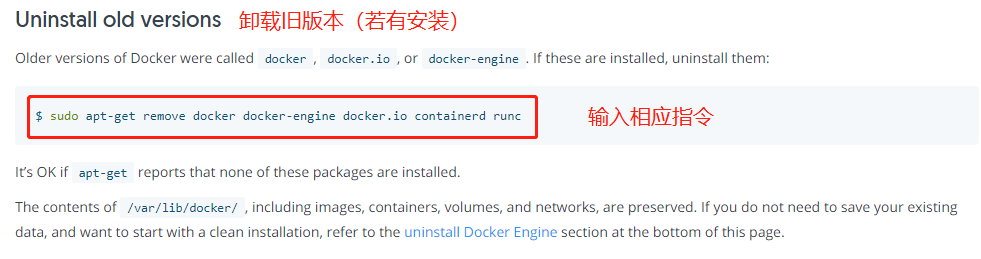 Uninstall old versions 卸载旧版本（若有安装）
Older versions of Docker were called docker , docker.io , or docker-engine . If these are installed, uninstall them:
$ sudo apt-get remove docker docker-engine docker.io containerd runc 输入相应指令
It’s OK if apt-get reports that none of these packages are installed.
The contents of /var/lib/docker/ , including images, containers, volumes, and networks, are preserved. If you do not need to save your existing
data, and want to start with a clean installation, refer to the uninstall Docker Engine section at the bottom of this page.